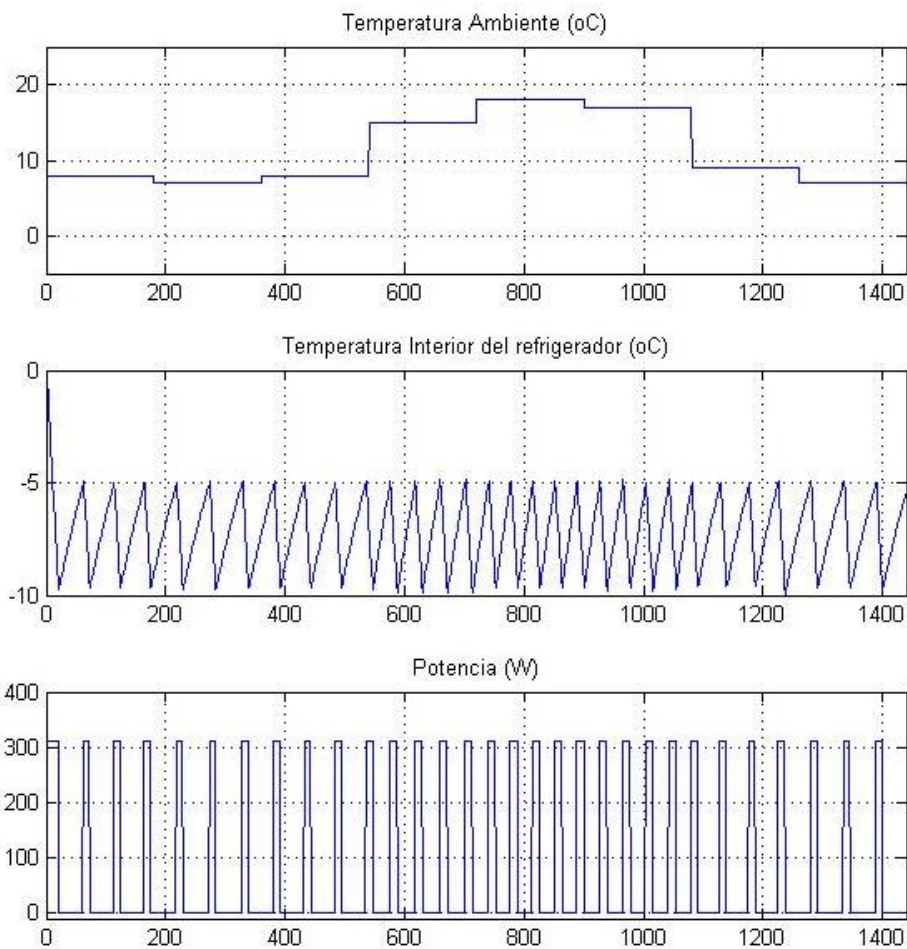 Temperatura Ambiente (oC)
20
10
0
0 200 400 600 800 1000 1200 1400
Temperatura Interior del refrigerador (oC)
0
-5
-10
0 200 400 600 800 1000 1200 1400
Potencia (W)
400
300
200
100
0
0 200 400 600 800 1000 1200 1400